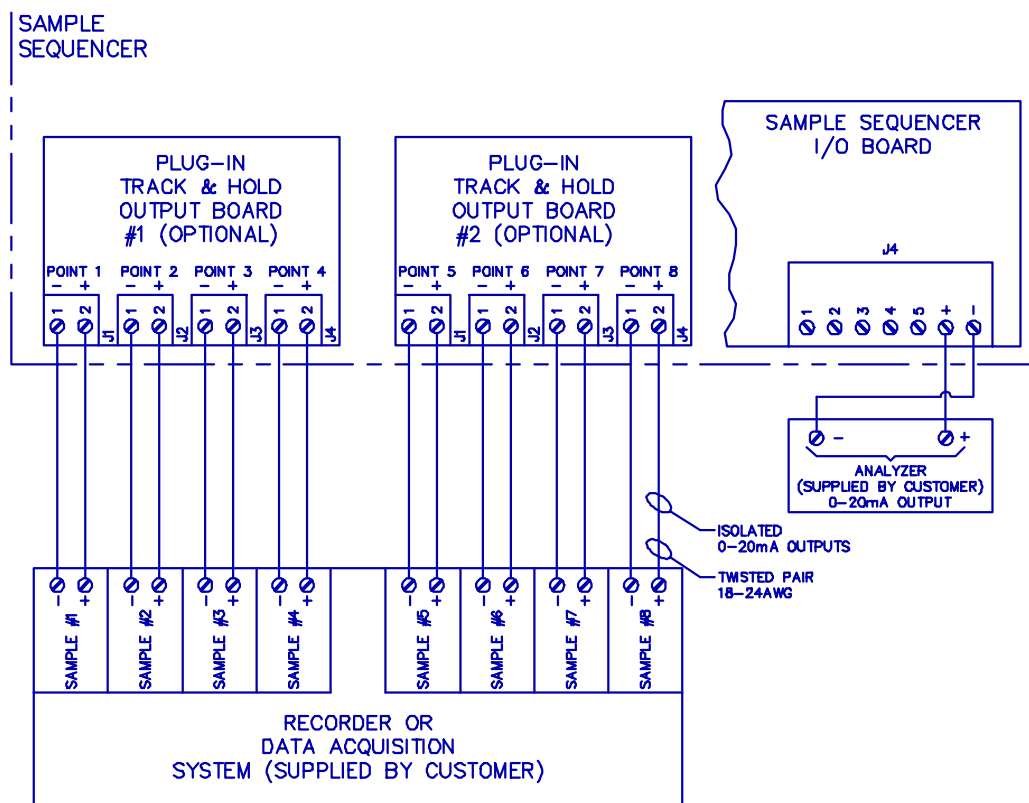 SAMPLE
SEQUENCER
PLUG-IN
TRACK & HOLD
OUTPUT BOARD
#1 (OPTIONAL)
POINT 1 POINT 2 POINT 3 POINT 4
- + - + - + - +
1 2 1 2 1 2 1 2
J1 J2 J3 J4
PLUG-IN
TRACK & HOLD
OUTPUT BOARD
#2 (OPTIONAL)
POINT 5 POINT 6 POINT 7 POINT 8
- + - + - + - +
1 2 1 2 1 2 1 2
J1 J2 J3 J4
SAMPLE SEQUENCER
I/O BOARD
J4
1 2 3 4 5 + -
- +
ANALYZER
(SUPPLIED BY CUSTOMER)
0-20mA OUTPUT
ISOLATED
0-20mA OUTPUTS
TWISTED PAIR
18-24AWG
- + - + - + - + - + - + - + - +
SAMPLE #1 SAMPLE #2 SAMPLE #3 SAMPLE #4 SAMPLE #5 SAMPLE #6 SAMPLE #7 SAMPLE #8
RECORDER OR
DATA ACQUISITION
SYSTEM (SUPPLIED BY CUSTOMER)